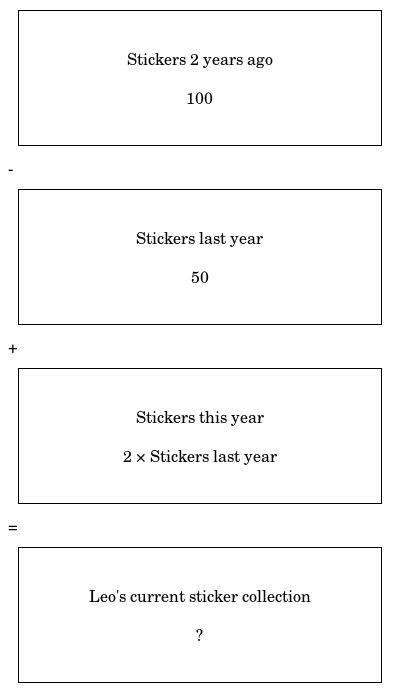 Stickers 2 years ago
100
-
Stickers last year
50
+
Stickers this year
2 × Stickers last year
=
Leo's current sticker collection
?